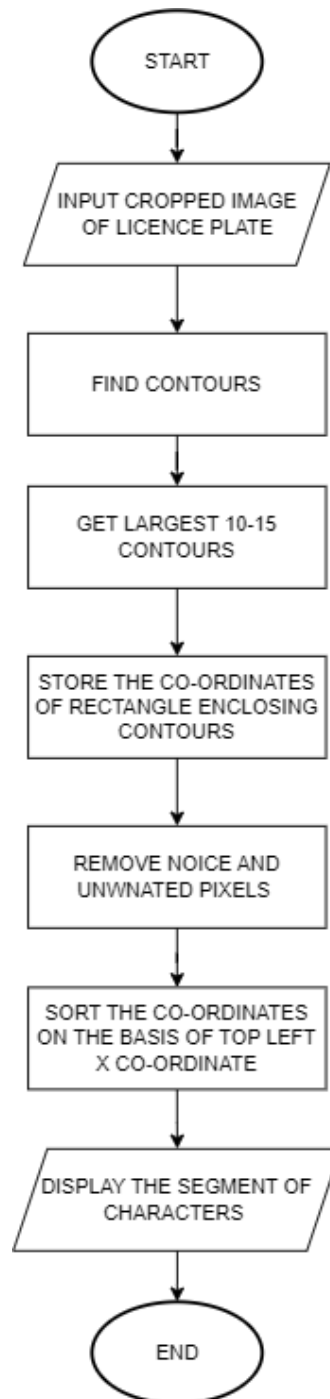 START
INPUT CROPPED IMAGE
OF LICENCE PLATE
FIND CONTOURS
GET LARGEST 10-15
CONTOURS
STORE THE CO-ORDINATES
OF RECTANGLE ENCLOSING
CONTOURS
REMOVE NOICE AND
UNWNATED PIXELS
SORT THE CO-ORDINATES
ON THE BASIS OF TOP LEFT
X CO-ORDINATE
DISPLAY THE SEGMENT OF
CHARACTERS
END